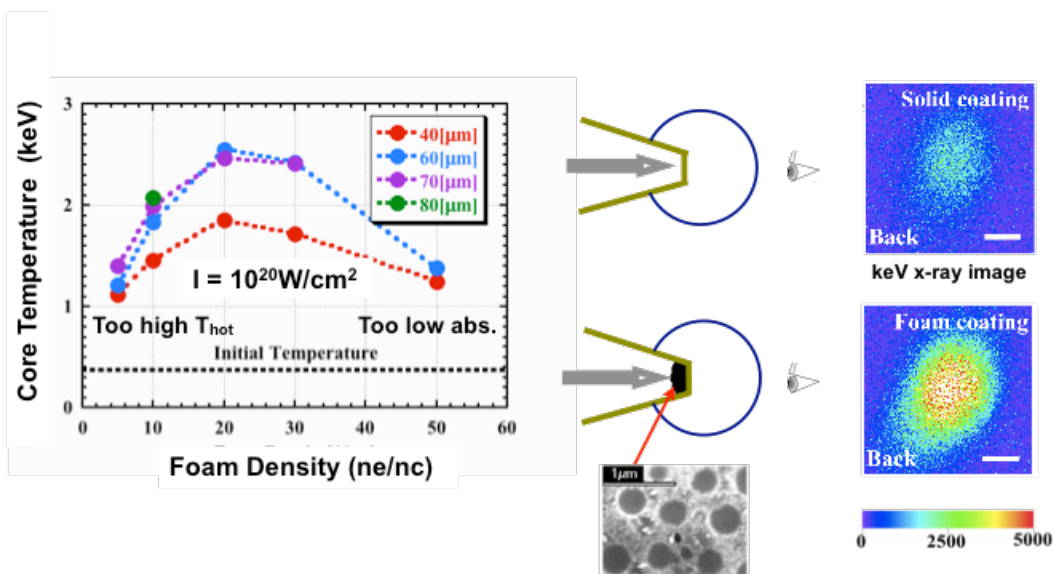 Core Temperature (keV)
3
2
1
0
0
10
20
30
40
50
60
40[μm]
60[μm]
70[μm]
80[μm]
I = 10²⁰W/cm²
Too high Tₕₒₜ
Too low abs.
Initial Temperature
Foam Density (ne/nc)
1μm
Solid coating
Back
keV x-ray image
Foam coating
Back
0
2500
5000